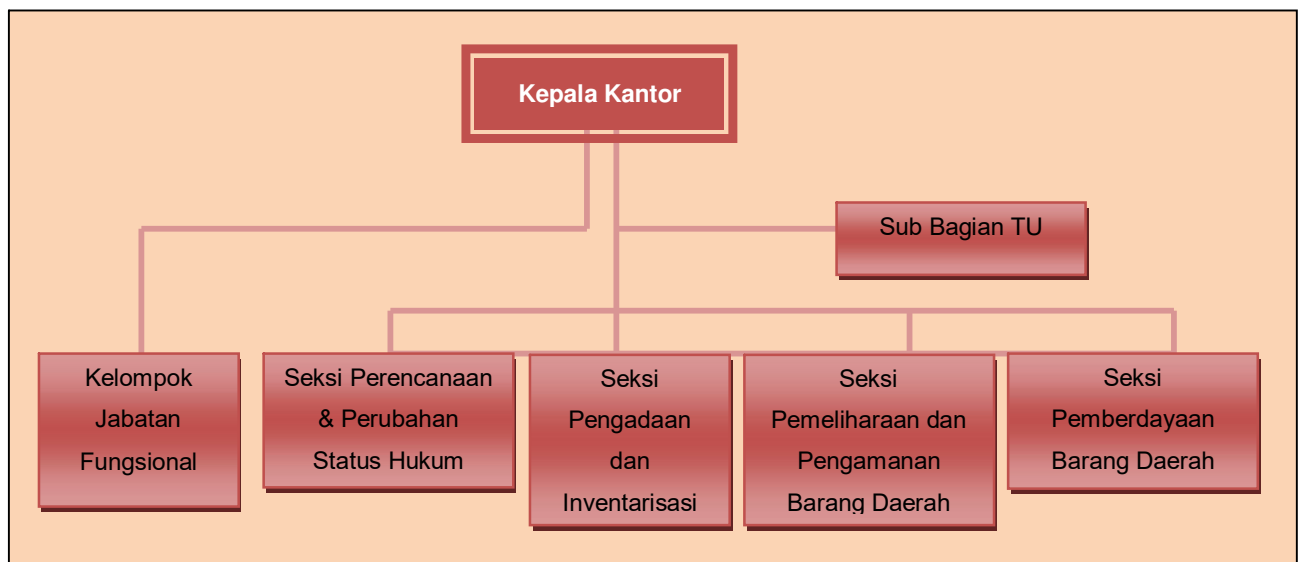 Kepala Kantor
Sub Bagian TU
Kelompok
Jabatan
Fungsional
Seksi Perencanaan
& Perubahan
Status Hukum
Seksi
Pengadaan
dan
Inventarisasi
Seksi
Pemeliharaan dan
Pengamanan
Barang Daerah
Seksi
Pemberdayaan
Barang Daerah